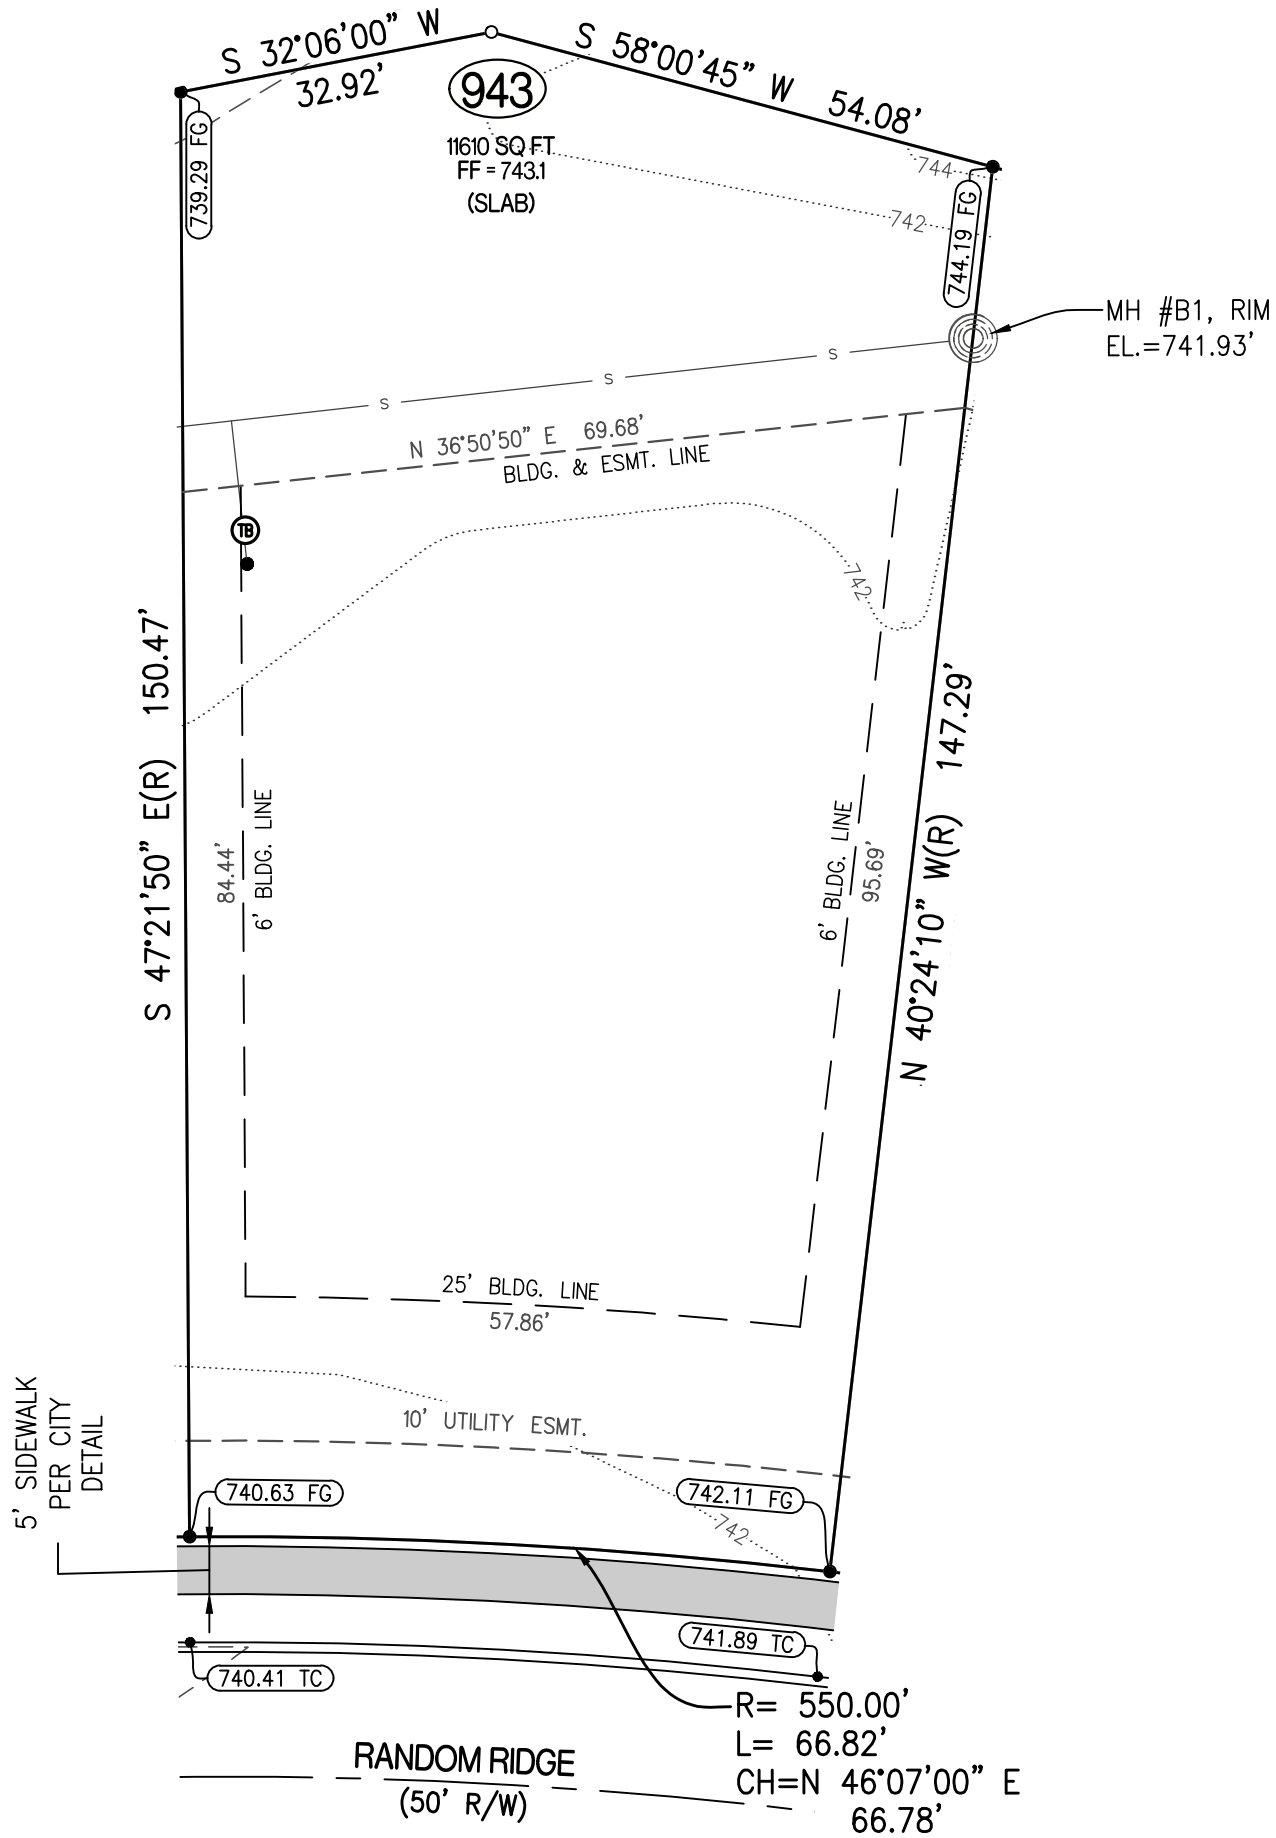 S 32°06'00" W
32.92'
S 58°00'45" W 54.08'
943
11610 SQ FT
FF = 743.1
(SLAB)
739.29 FG
744
742
744.19 FG
MH #B1, RIM
EL.=741.93'
S
S
S
N 36°50'50" E 69.68'
BLDG. & ESMT. LINE
TB
742
S 47°21'50" E(R) 150.47'
84.44'
6' BLDG. LINE
6' BLDG. LINE
95.69'
N 40°24'10" W(R) 147.29'
25' BLDG. LINE
57.86'
10' UTILITY ESMT.
5' SIDEWALK
PER CITY
DETAIL
740.63 FG
742.11 FG
742
741.89 TC
740.41 TC
R= 550.00'
L= 66.82'
CH=N 46°07'00" E
66.78'
RANDOM RIDGE
(50' R/W)